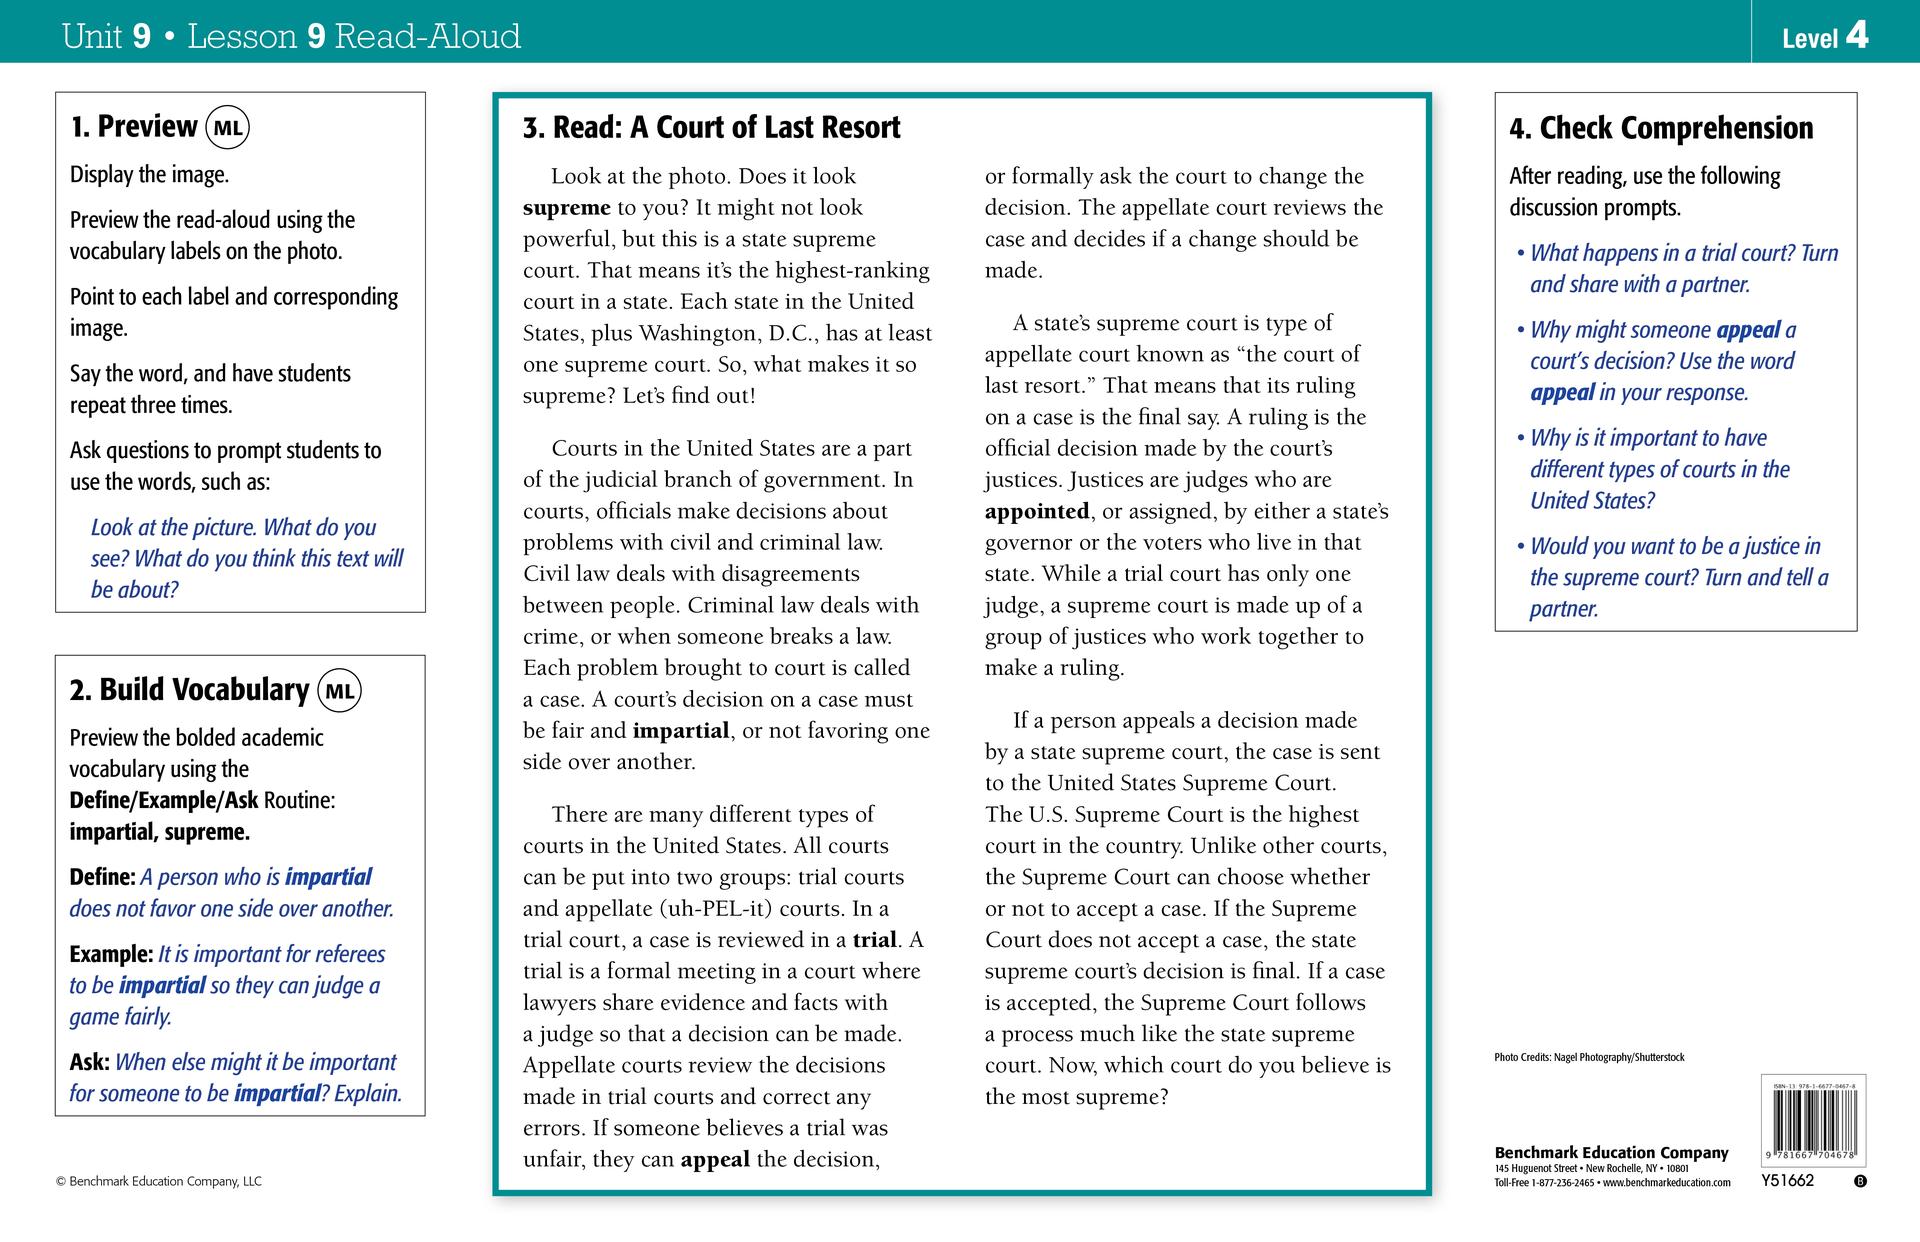 Unit 9 • Lesson 9 Read-Aloud
Level 4
1. Preview ML
Display the image.
Preview the read-aloud using the
vocabulary labels on the photo.
Point to each label and corresponding
image.
Say the word, and have students
repeat three times.
Ask questions to prompt students to
use the words, such as:
Look at the picture. What do you
see? What do you think this text will
be about?
2. Build Vocabulary ML
Preview the bolded academic
vocabulary using the
Define/Example/Ask Routine:
impartial, supreme.
Define: A person who is impartial
does not favor one side over another.
Example: It is important for referees
to be impartial so they can judge a
game fairly.
Ask: When else might it be important
for someone to be impartial? Explain.
© Benchmark Education Company, LLC
3. Read: A Court of Last Resort
Look at the photo. Does it look
supreme to you? It might not look
powerful, but this is a state supreme
court. That means it's the highest-ranking
court in a state. Each state in the United
States, plus Washington, D.C., has at least
one supreme court. So, what makes it so
supreme? Let's find out!
Courts in the United States are a part
of the judicial branch of government. In
courts, officials make decisions about
problems with civil and criminal law.
Civil law deals with disagreements
between people. Criminal law deals with
crime, or when someone breaks a law.
Each problem brought to court is called
a case. A court's decision on a case must
be fair and impartial, or not favoring one
side over another.
There are many different types of
courts in the United States. All courts
can be put into two groups: trial courts
and appellate (uh-PEL-it) courts. In a
trial court, a case is reviewed in a trial. A
trial is a formal meeting in a court where
lawyers share evidence and facts with
a judge so that a decision can be made.
Appellate courts review the decisions
made in trial courts and correct any
errors. If someone believes a trial was
unfair, they can appeal the decision,
or formally ask the court to change the
decision. The appellate court reviews the
case and decides if a change should be
made.
A state's supreme court is type of
appellate court known as “the court of
last resort.” That means that its ruling
on a case is the final say. A ruling is the
official decision made by the court's
justices. Justices are judges who are
appointed, or assigned, by either a state's
governor or the voters who live in that
state. While a trial court has only one
judge, a supreme court is made up of a
group of justices who work together to
make a ruling.
If a person appeals a decision made
by a state supreme court, the case is sent
to the United States Supreme Court.
The U.S. Supreme Court is the highest
court in the country. Unlike other courts,
the Supreme Court can choose whether
or not to accept a case. If the Supreme
Court does not accept a case, the state
supreme court's decision is final. If a case
is accepted, the Supreme Court follows
a process much like the state supreme
court. Now, which court do you believe is
the most supreme?
4. Check Comprehension
After reading, use the following
discussion prompts.
• What happens in a trial court? Turn
and share with a partner.
• Why might someone appeal a
court's decision? Use the word
appeal in your response.
• Why is it important to have
different types of courts in the
United States?
• Would you want to be a justice in
the supreme court? Turn and tell a
partner.
Photo Credits: Nagel Photography/Shutterstock
Benchmark Education Company
145 Huguenot Street • New Rochelle, NY • 10801
Toll-Free 1-877-236-2465 • www.benchmarkeducation.com
ISBN-13 978-1-6677-0467-8
9 781667 704678
Y51662
B